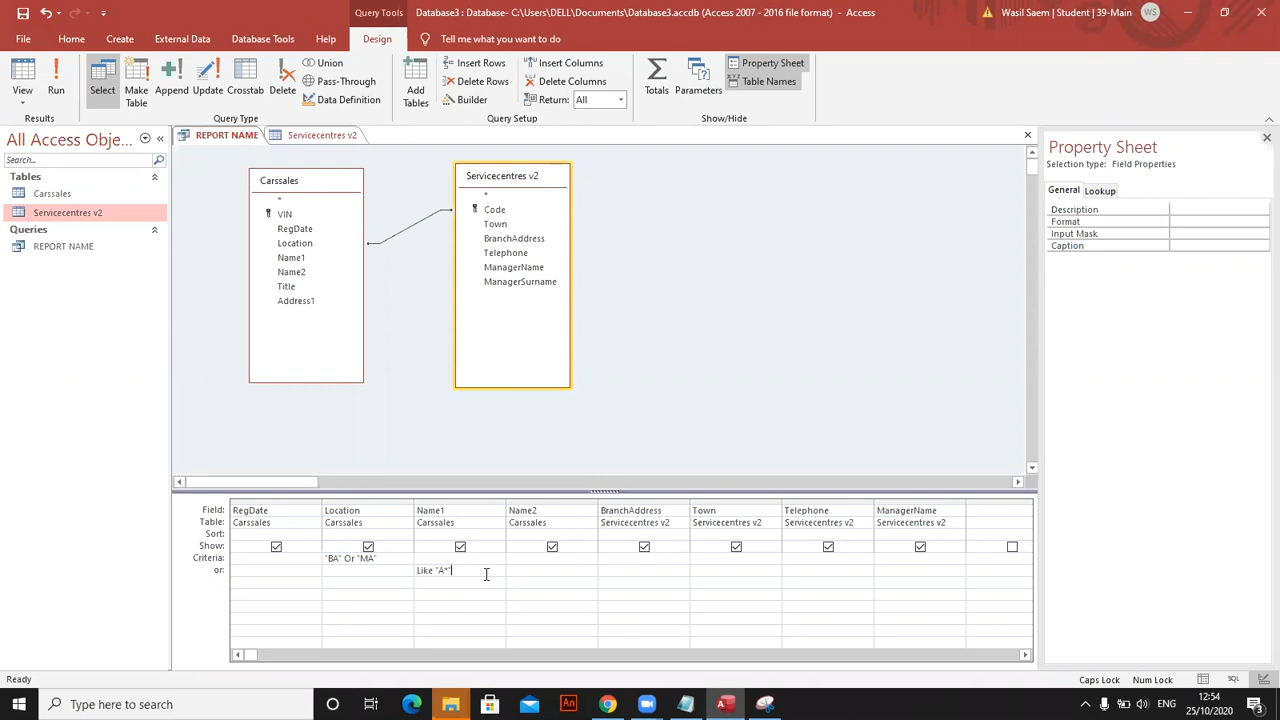 Query Tools
Database3 : Database- C:\Users\DELL\Documents\Database3.accdb (Access 2007 - 2016 file format) - Access
Wasil Saem | Student | 39-Main WS
File Home Create External Data Database Tools Help Design Tell me what you want to do
View
Run
Results
Select
Make Table
Append
Update
Crosstab
Delete
Union
Pass-Through
Data Definition
Query Type
Add Tables
Insert Rows
Delete Rows
Builder
Insert Columns
Delete Columns
Return: All
Query Setup
Totals
Parameters
Property Sheet
Table Names
Show/Hide
All Access Obje...
Search...
Tables
Carssales
Servicecentres v2
Queries
REPORT NAME
REPORT NAME Servicecentres v2
Carssales
*
VIN
RegDate
Location
Name1
Name2
Title
Address1
Servicecentres v2
*
Code
Town
BranchAddress
Telephone
ManagerName
ManagerSurname
Field: RegDate Location Name1 Name2 BranchAddress Town Telephone ManagerName
Table: Carssales Carssales Carssales Carssales Servicecentres v2 Servicecentres v2 Servicecentres v2 Servicecentres v2
Sort:
Show:
Criteria: "BA" Or "MA"
or: Like "A*"
Property Sheet
Selection type: Field Properties
General Lookup
Description
Format
Input Mask
Caption
Ready
Caps Lock Num Lock SQL
Type here to search
An
ENG
12:54
25/10/2020
3